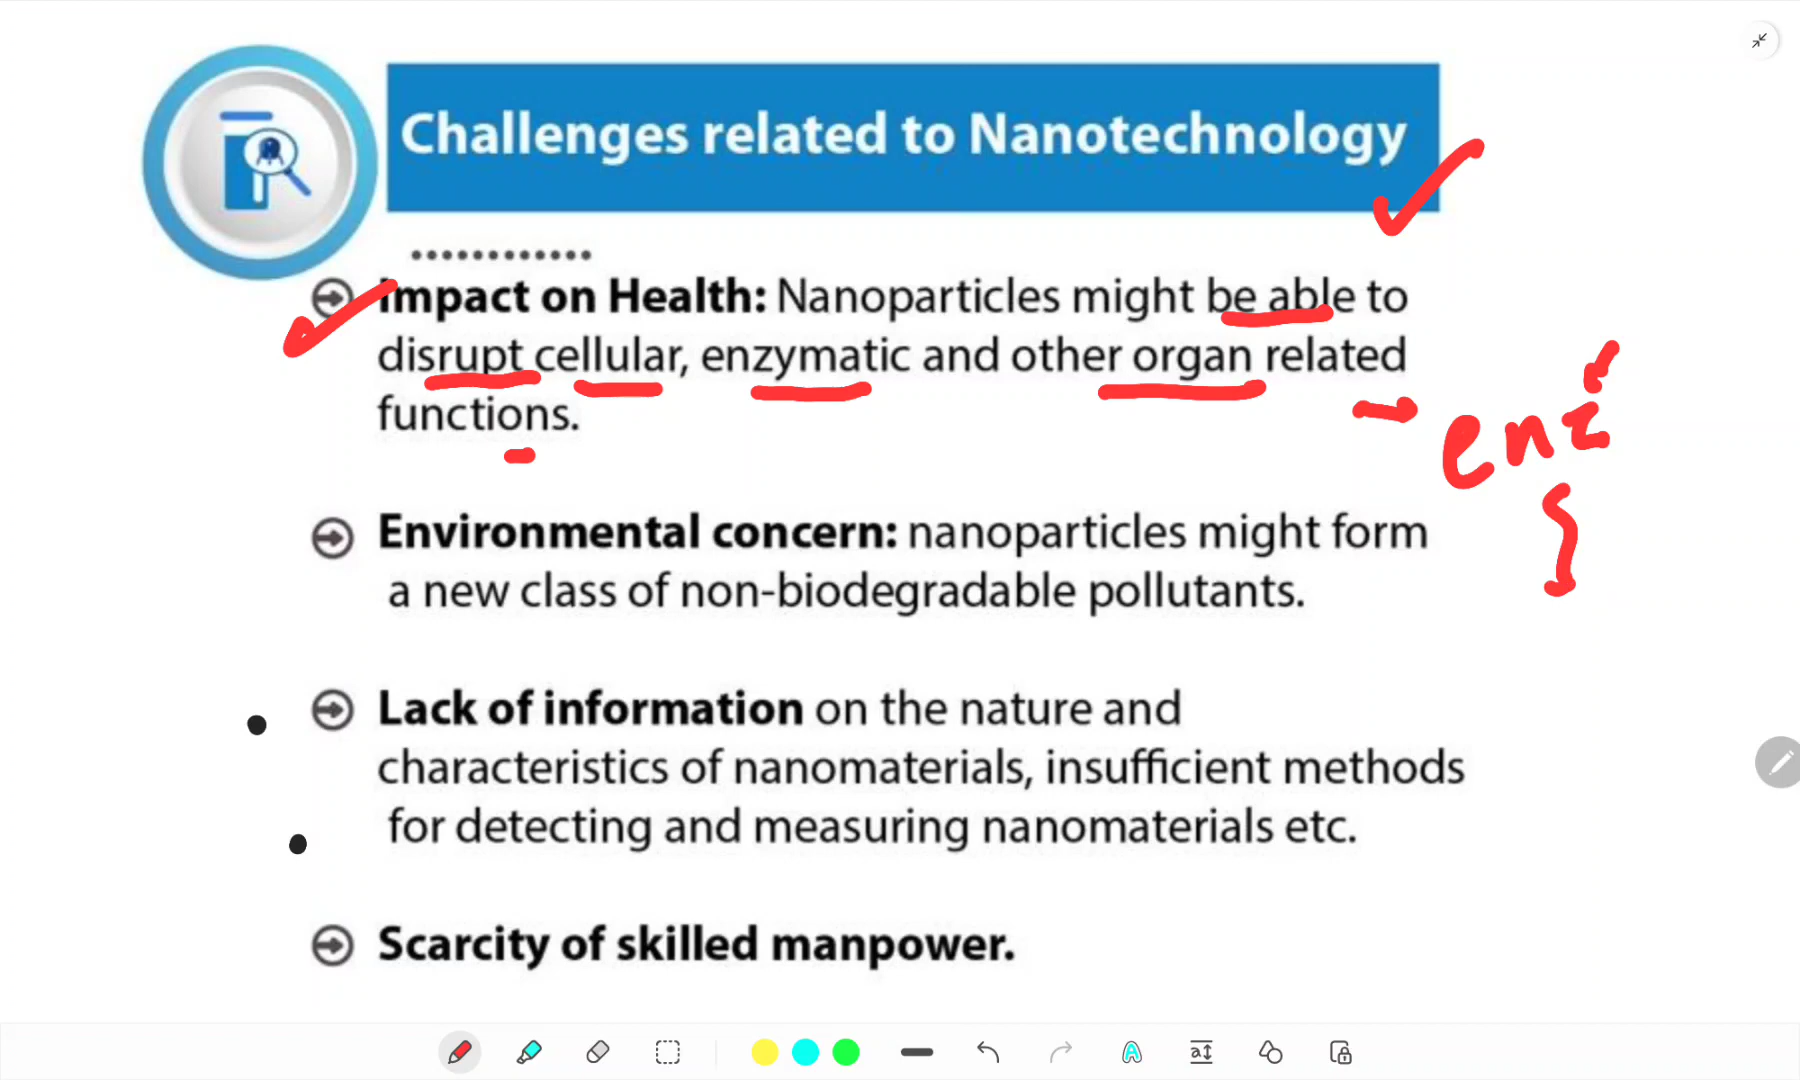 Challenges related to Nanotechnology
Impact on Health: Nanoparticles might be able to
disrupt cellular, enzymatic and other organ related
functions.
Environmental concern: nanoparticles might form
a new class of non-biodegradable pollutants.
Lack of information on the nature and
characteristics of nanomaterials, insufficient methods
for detecting and measuring nanomaterials etc.
Scarcity of skilled manpower.